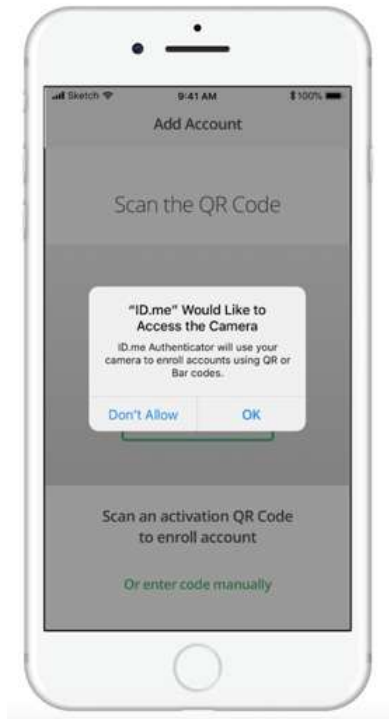 Sketch 9:41 AM 100%
Add Account
Scan the QR Code
“ID.me” Would Like to
Access the Camera
ID.me Authenticator will use your
camera to enroll accounts using QR or
Bar codes.
Don't Allow OK
Scan an activation QR Code
to enroll account
Or enter code manually